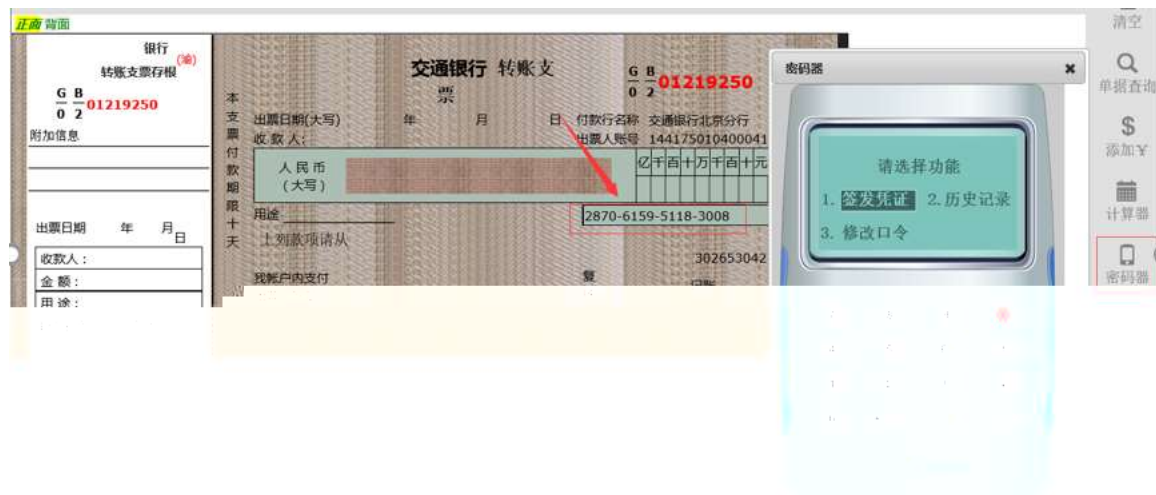 正面 背面
银行
(渝)
转账支票存根
G B
0 2 01219250
附加信息
出票日期 年 月
日
收款人：
金 额：
用 途：
本支票付款期限十天
交通银行 转账支
票
G B
0 2 01219250
出票日期(大写) 年 月 日 付款行名称 交通银行北京分行
收 款 人： 出票人账号 144175010400041
人 民 币
(大写)
亿千百十万千百十元
用途
2870-6159-5118-3008
上列款项请从
302653042
我帐户内支付
复
记账
密码器
请选择功能
1. 签发凭证 2.历史记录
3. 修改口令
清空
单据查询
$
添加￥
计算器
密码器